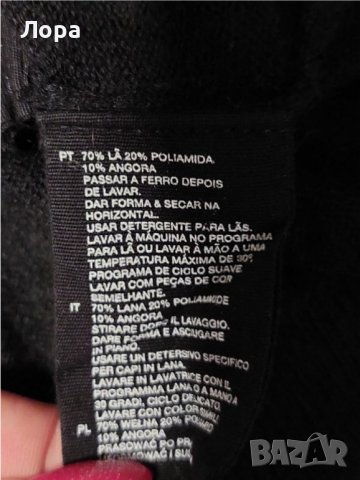 Лора
PT 70% LÃ 20% POLIAMIDA
10% ANGORA
PASSAR A FERRO DEPOIS
DE LAVAR.
DAR FORMA & SECAR NA
HORIZONTAL.
USAR DETERGENTE PARA LÃS.
LAVAR À MÁQUINA NO PROGRAMA
PARA LÃ OU LAVAR À MÃO A UMA
TEMPERATURA MÁXIMA DE 30º
PROGRAMA DE CICLO SUAVE
LAVAR COM PEÇAS DE COR
SEMELHANTE.
IT 70% LANA 20% POLIAMMIDE
10% ANGORA
STIRARE DOPO IL LAVAGGIO.
DARE FORMA E ASCIUGARE
IN PIANO.
USARE UN DETERSIVO SPECIFICO
PER CAPI IN LANA.
LAVARE IN LAVATRICE CON IL
PROGRAMMA LANA O A MANO A
30 GRADI, CICLO DELICATO.
LAVARE CON COLORI SIMILI
PL 70% WEŁNA 20% POLIAMID
10% ANGORA
PRASOWAĆ PO
BAZAR